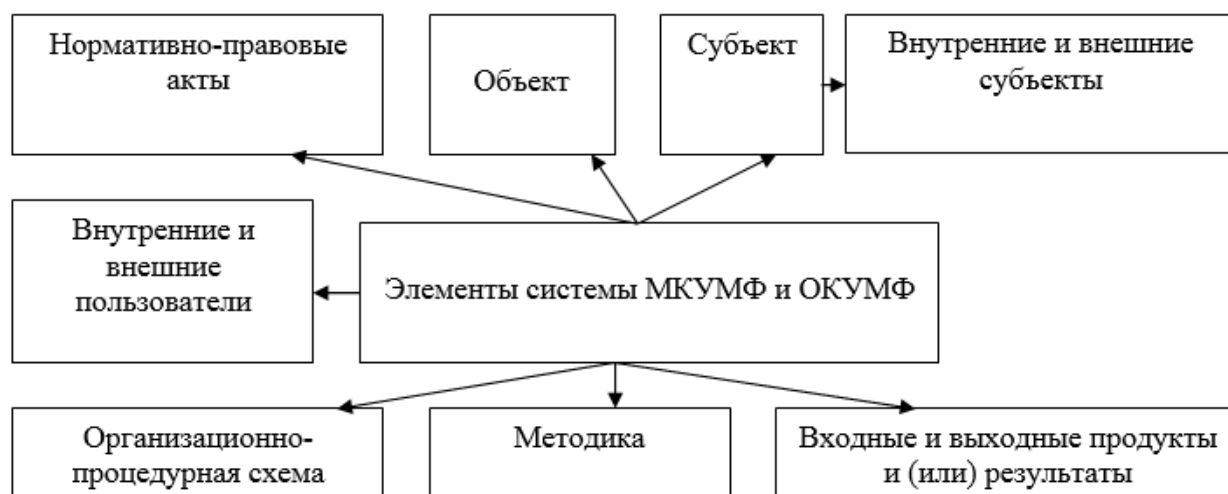 Нормативно-правовые
акты
Объект
Субъект
Внутренние и внешние
субъекты
Внутренние и
внешние
пользователи
Элементы системы МКУМФ и ОКУМФ
Организационно-
процедурная схема
Методика
Входные и выходные продукты
и (или) результаты